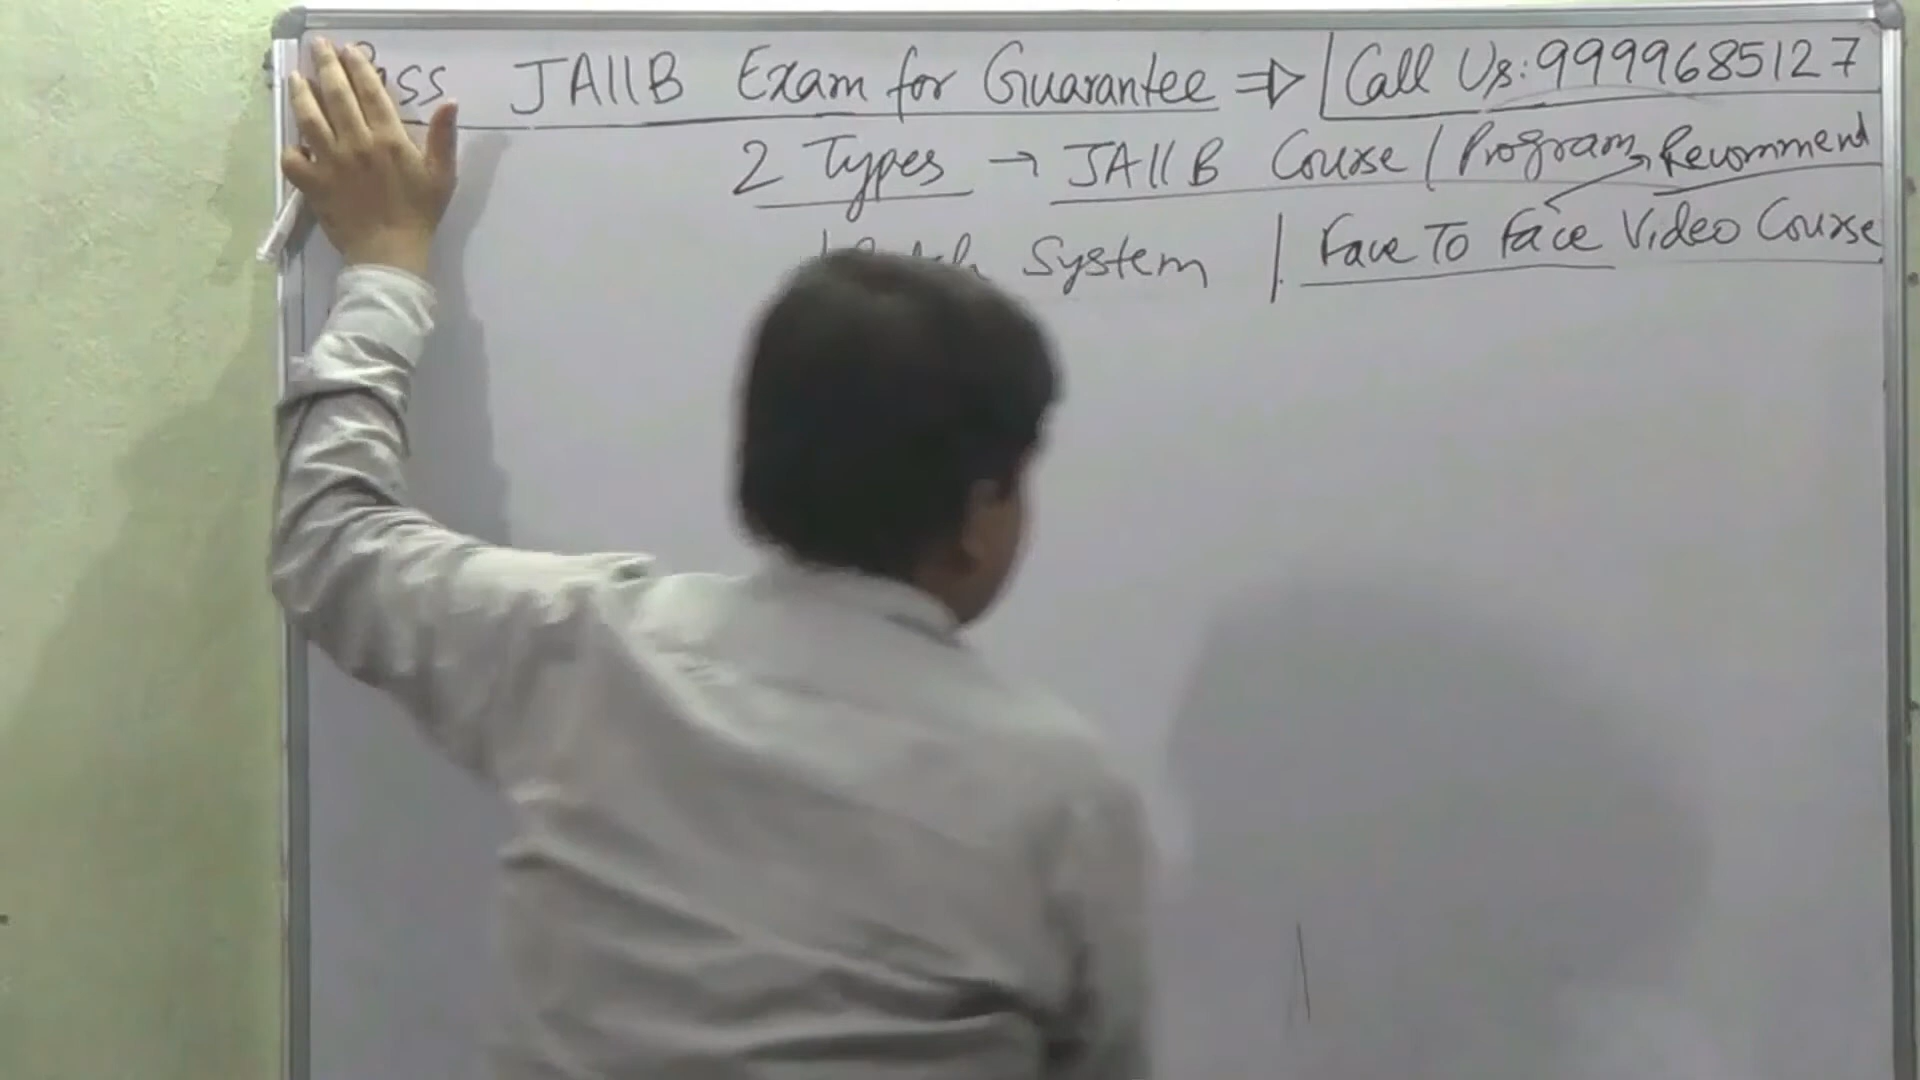 Pass JAIIB Exam for Guarantee ⇒ | Call Us: 9999685127
2 Types → JAIIB Course / Program, Recommend
System | Face To Face Video Course